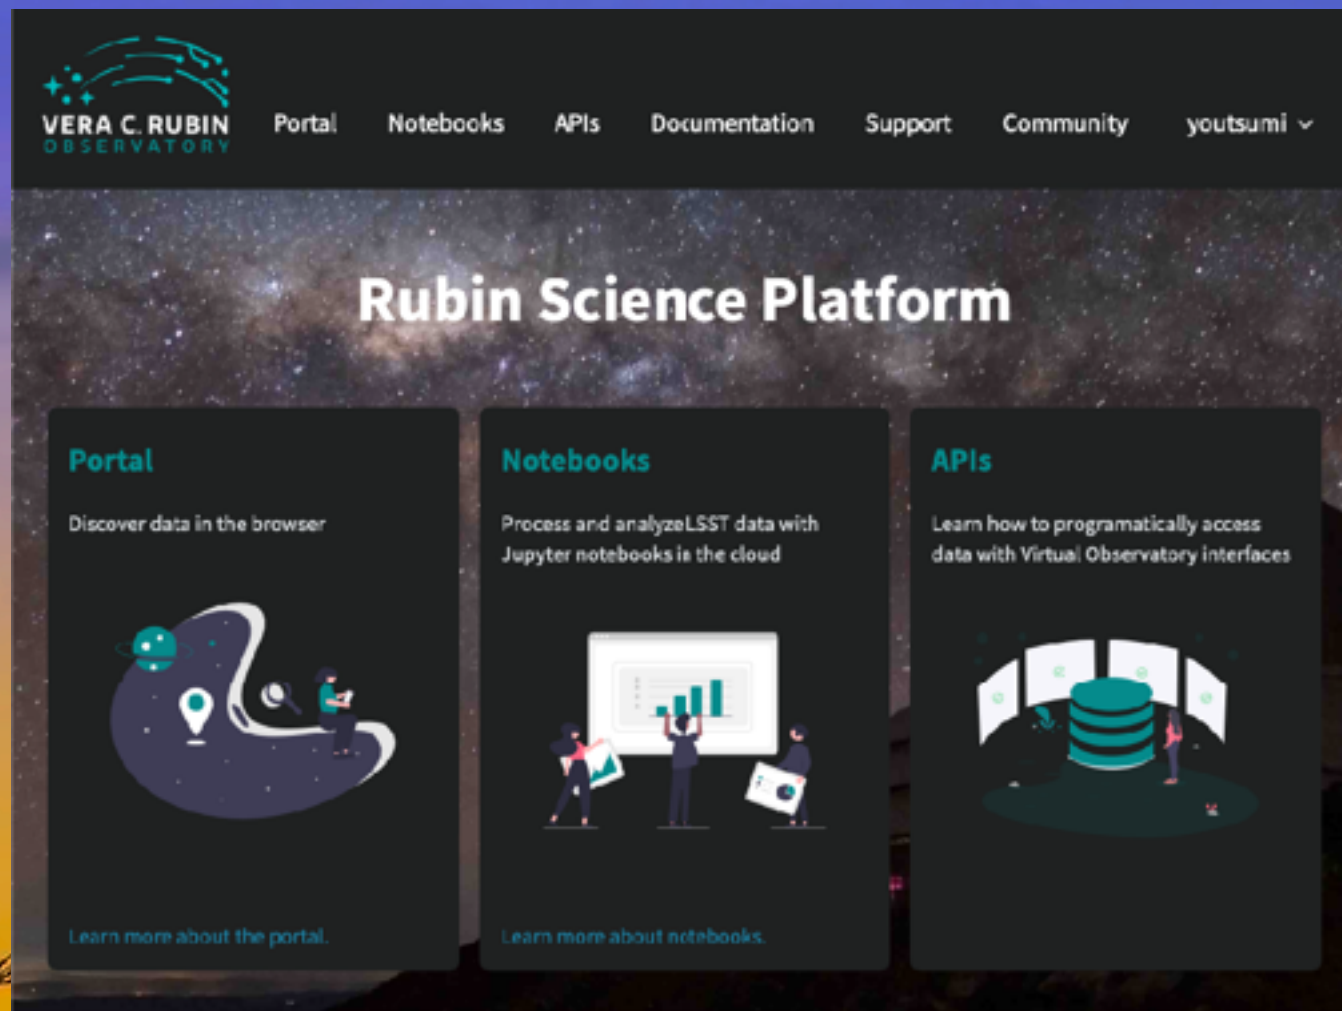 VERA C. RUBIN
OBSERVATORY
Portal Notebooks APIs Documentation Support Community youtsumi
Rubin Science Platform
Portal
Discover data in the browser
Learn more about the portal.
Notebooks
Process and analyzeLSST data with
Jupyter notebooks in the cloud
Learn more about notebooks.
APIs
Learn how to programatically access
data with Virtual Observatory interfaces